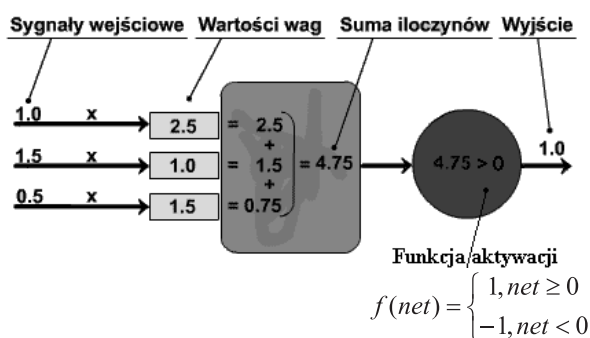 Sygnały wejściowe Wartości wag Suma iloczynów Wyjście
1.0 x 2.5 = 2.5
+
1.5 x 1.0 = 1.5 = 4.75 4.75 > 0 1.0
+
0.5 x 1.5 = 0.75
Funkcja aktywacji
f(net) = { 1, net ≥ 0
−1, net < 0